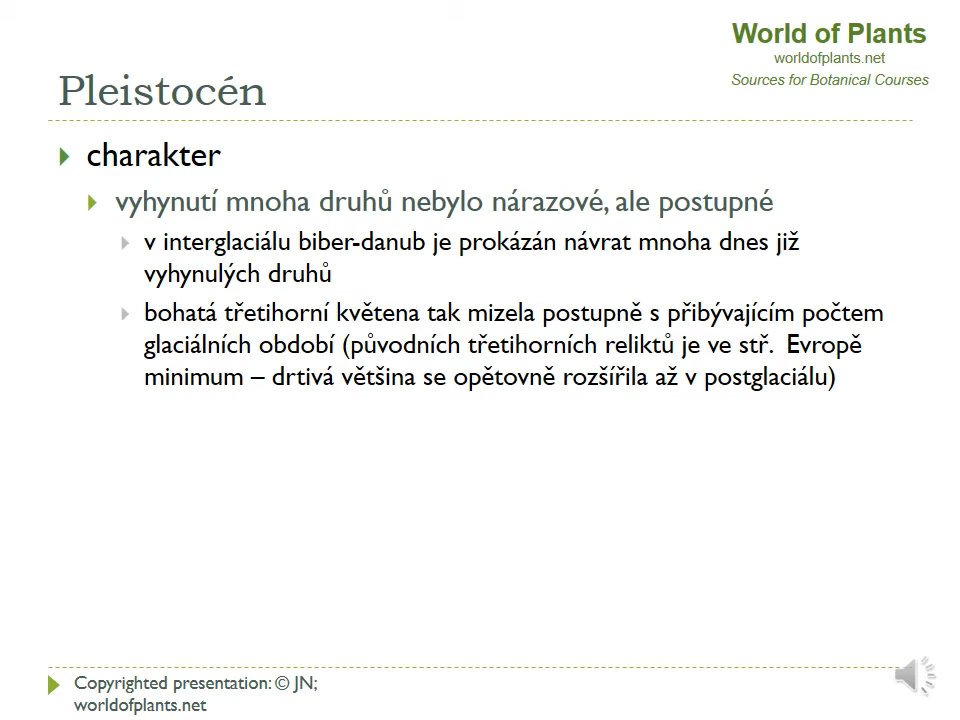 World of Plants
worldofplants.net
Sources for Botanical Courses
Pleistocén
charakter
vyhynutí mnoha druhů nebylo nárazové, ale postupné
v interglaciálu biber-danub je prokázán návrat mnoha dnes již
vyhynulých druhů
bohatá třetihorní květena tak mizela postupně s přibývajícím počtem
glaciálních období (původních třetihorních reliktů je ve stř. Evropě
minimum – drtivá většina se opětovně rozšířila až v postglaciálu)
Copyrighted presentation: © JN;
worldofplants.net